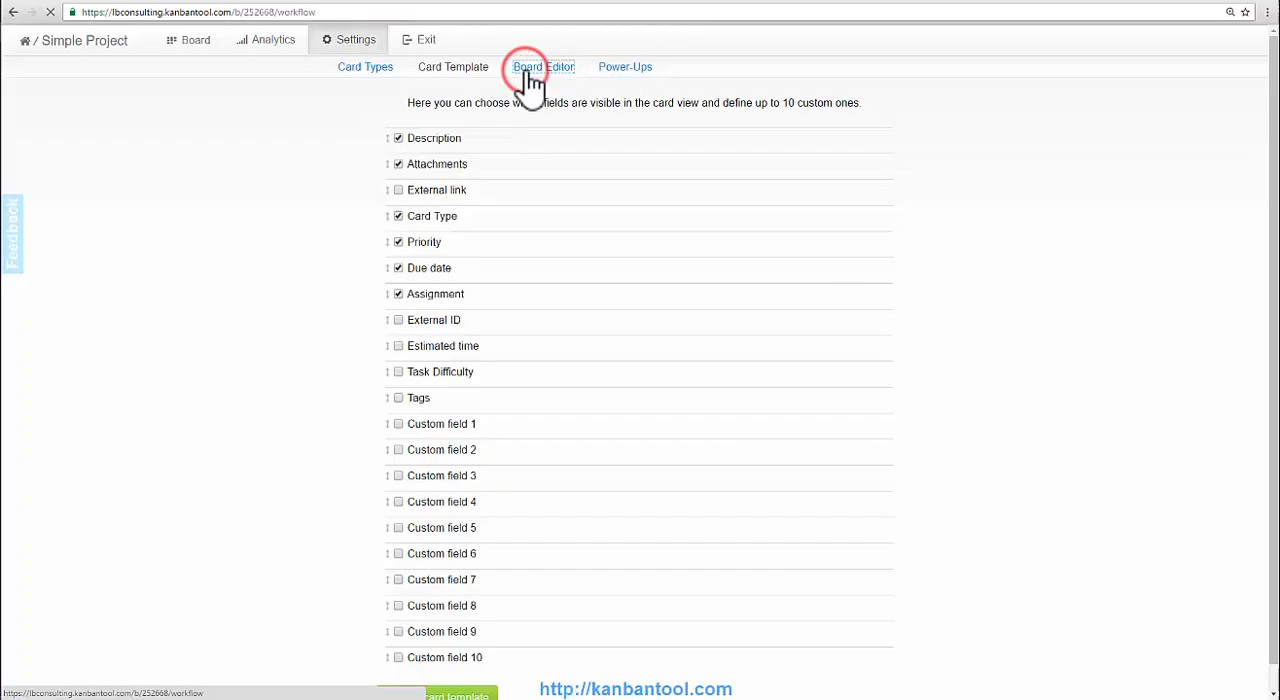 https://lbconsulting.kanbantool.com/b/252668/workflow
/ Simple Project Board Analytics Settings Exit
Card Types Card Template Board Editor Power-Ups
Here you can choose fields are visible in the card view and define up to 10 custom ones.
Description
Attachments
External link
Card Type
Priority
Due date
Assignment
External ID
Estimated time
Task Difficulty
Tags
Custom field 1
Custom field 2
Custom field 3
Custom field 4
Custom field 5
Custom field 6
Custom field 7
Custom field 8
Custom field 9
Custom field 10
Feedback
https://lbconsulting.kanbantool.com/b/252668/workflow
card template
http://kanbantool.com